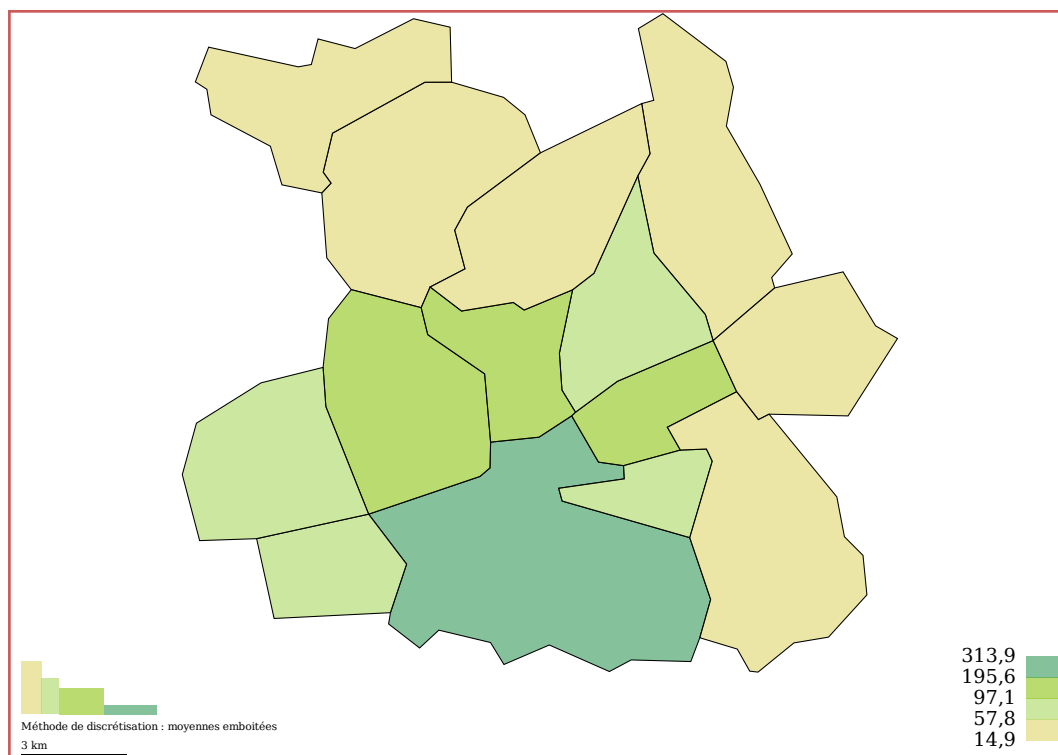 313,9
195,6
97,1
57,8
14,9
Méthode de discrétisation : moyennes emboitées
3 km